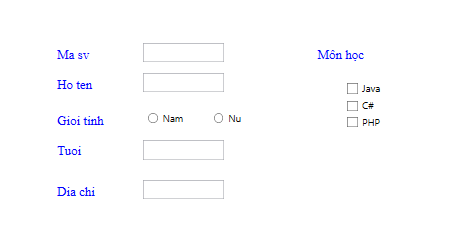 Ma sv
Ho ten
Gioi tinh
Nam
Nu
Tuoi
Dia chi
Môn học
Java
C#
PHP